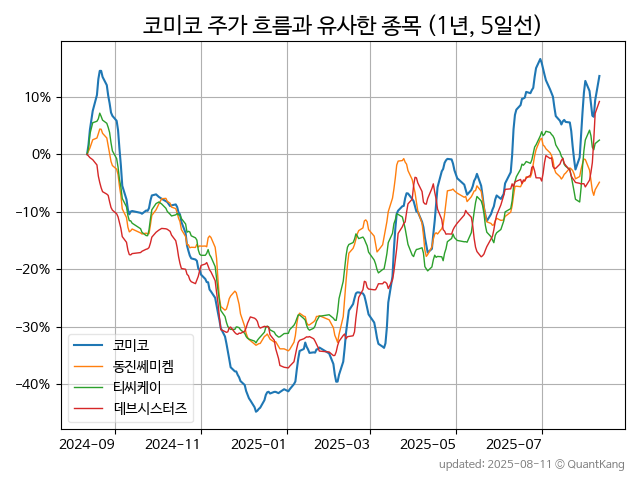 코미코 주가 흐름과 유사한 종목 (1년, 5일선)
10%
0%
−10%
−20%
−30%
−40%
코미코
동진쎄미켐
티씨케이
데브시스터즈
2024-09
2024-11
2025-01
2025-03
2025-05
2025-07
updated: 2025-08-11 © QuantKang